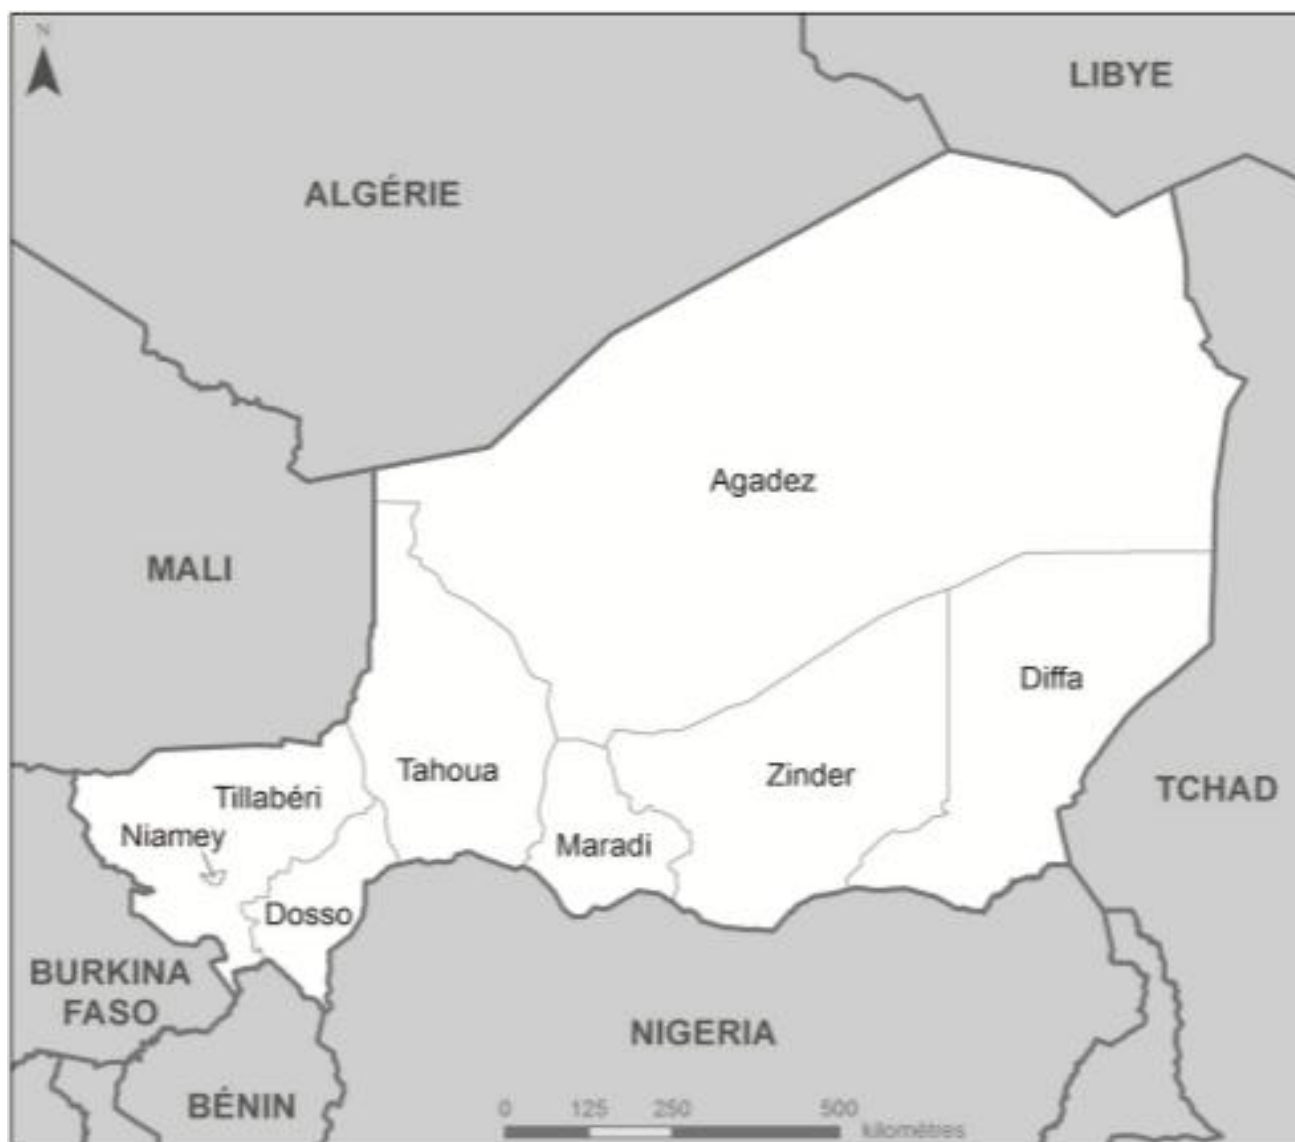 N
LIBYE
ALGÉRIE
Agadez
MALI
Diffa
Tahoua
Zinder
TCHAD
Tillabéri
Niamey
Maradi
Dosso
BURKINA
FASO
NIGERIA
BÉNIN
0 125 250 500
kilomètres